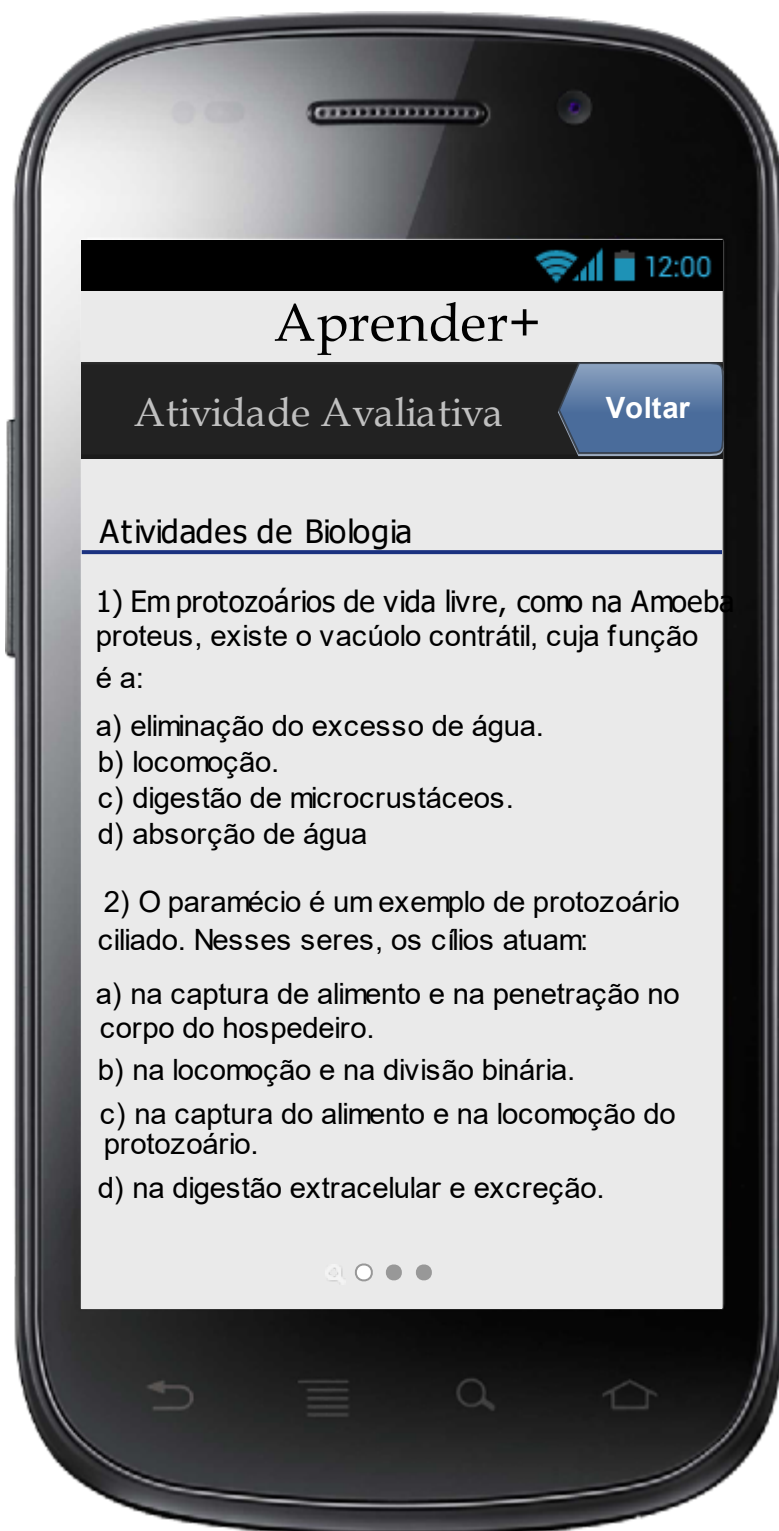 12:00
Aprender+
Atividade Avaliativa
Voltar
Atividades de Biologia
1) Em protozoários de vida livre, como na Amoeba
proteus, existe o vacúolo contrátil, cuja função
é a:
a) eliminação do excesso de água.
b) locomoção.
c) digestão de microcrustáceos.
d) absorção de água
2) O paramécio é um exemplo de protozoário
ciliado. Nesses seres, os cílios atuam:
a) na captura de alimento e na penetração no
corpo do hospedeiro.
b) na locomoção e na divisão binária.
c) na captura do alimento e na locomoção do
protozoário.
d) na digestão extracelular e excreção.